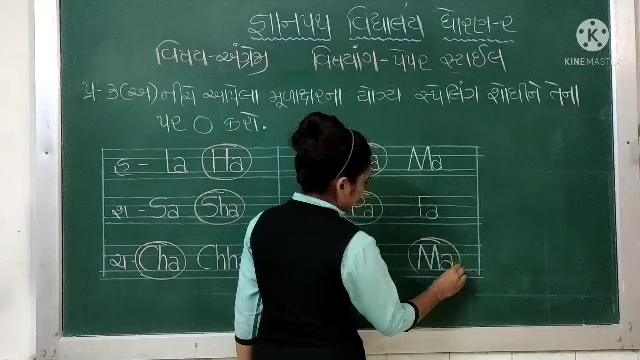 જ્ઞાનપથ વિદ્યાલય ધોરણ-૨
વિષય-અંગ્રેજી વિષયાંગ-પેપર સ્ટાઈલ
પ્ર-૩(અ) નીચે આપેલા મૂળાક્ષરના યોગ્ય સ્પેલિંગ શોધીને તેના
પર ○ કરો.
હ - La Ha Ma
શ - Sa Sha Ta
ચ - Cha Chh Ma
KINEMASTER